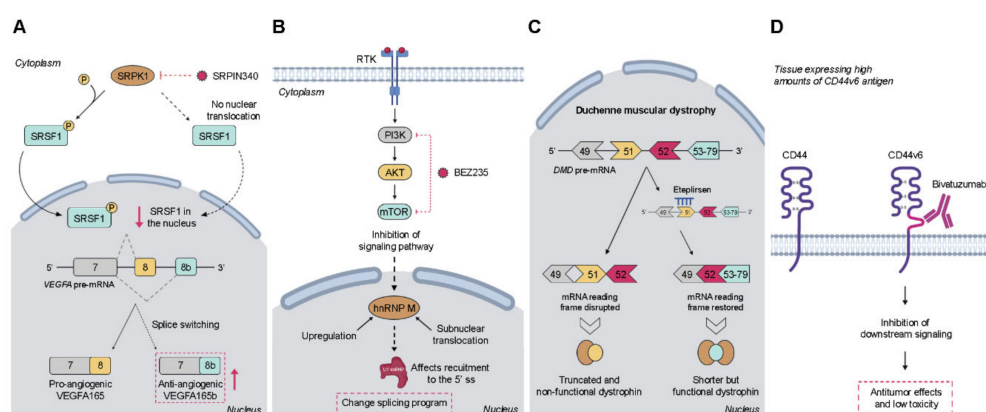 A
Cytoplasm
SRPK1
SRPIN340
P
P
SRSF1
No nuclear
translocation
SRSF1
P
SRSF1
SRSF1 in
the nucleus
5'
7
8
8b
3'
VEGFA pre-mRNA
Splice switching
7
8
7
8b
Pro-angiogenic
VEGFA165
Anti-angiogenic
VEGFA165b
Nucleus
B
RTK
Cytoplasm
PI3K
AKT
BEZ235
mTOR
Inhibition of
signaling pathway
hnRNP M
Upregulation
Subnuclear
translocation
U1 snRNP
Affects recruitment
to the 5' ss
Change splicing program
Nucleus
C
Duchenne muscular dystrophy
5'
49
51
52
53-79
3'
DMD pre-mRNA
Eteplirsen
5'
49
51
52
53-79
3'
49
51
52
49
52
53-79
mRNA reading
frame disrupted
mRNA reading
frame restored
Truncated and
non-functional dystrophin
Shorter but
functional dystrophin
Nucleus
D
Tissue expressing high
amounts of CD44v6 antigen
CD44
CD44v6
Bivatuzumab
Inhibition of
downstream signaling
Antitumor effects
and low toxicity